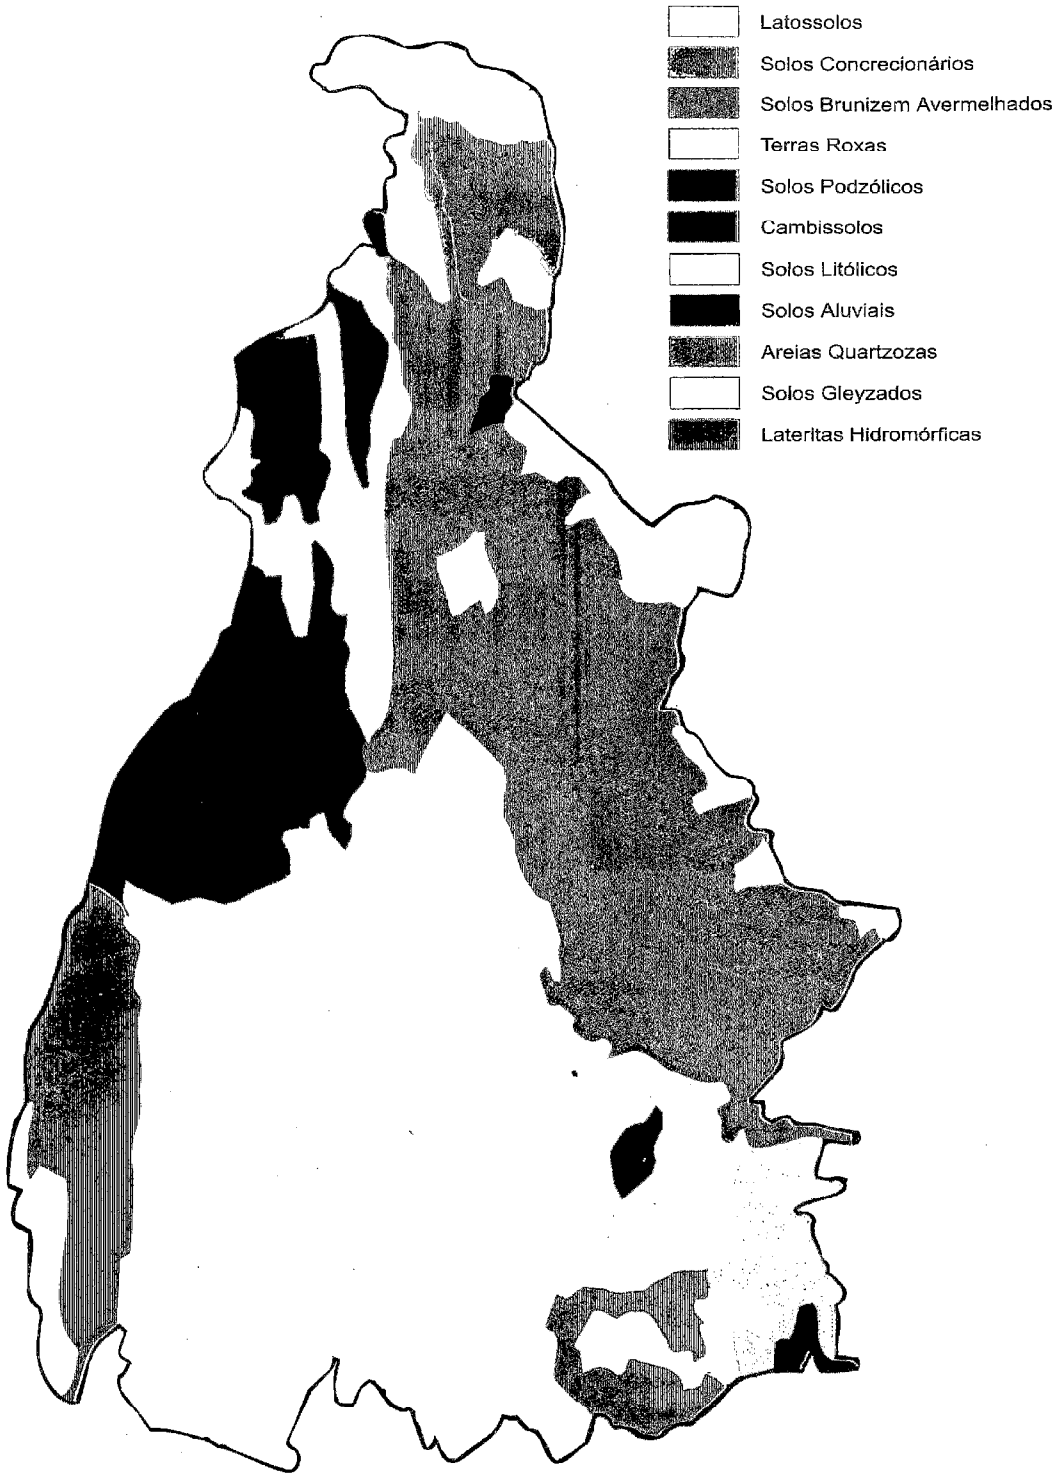 Latossolos
Solos Concrecionários
Solos Brunizem Avermelhados
Terras Roxas
Solos Podzólicos
Cambissolos
Solos Litólicos
Solos Aluviais
Areias Quartzozas
Solos Gleyzados
Lateritas Hidromórficas